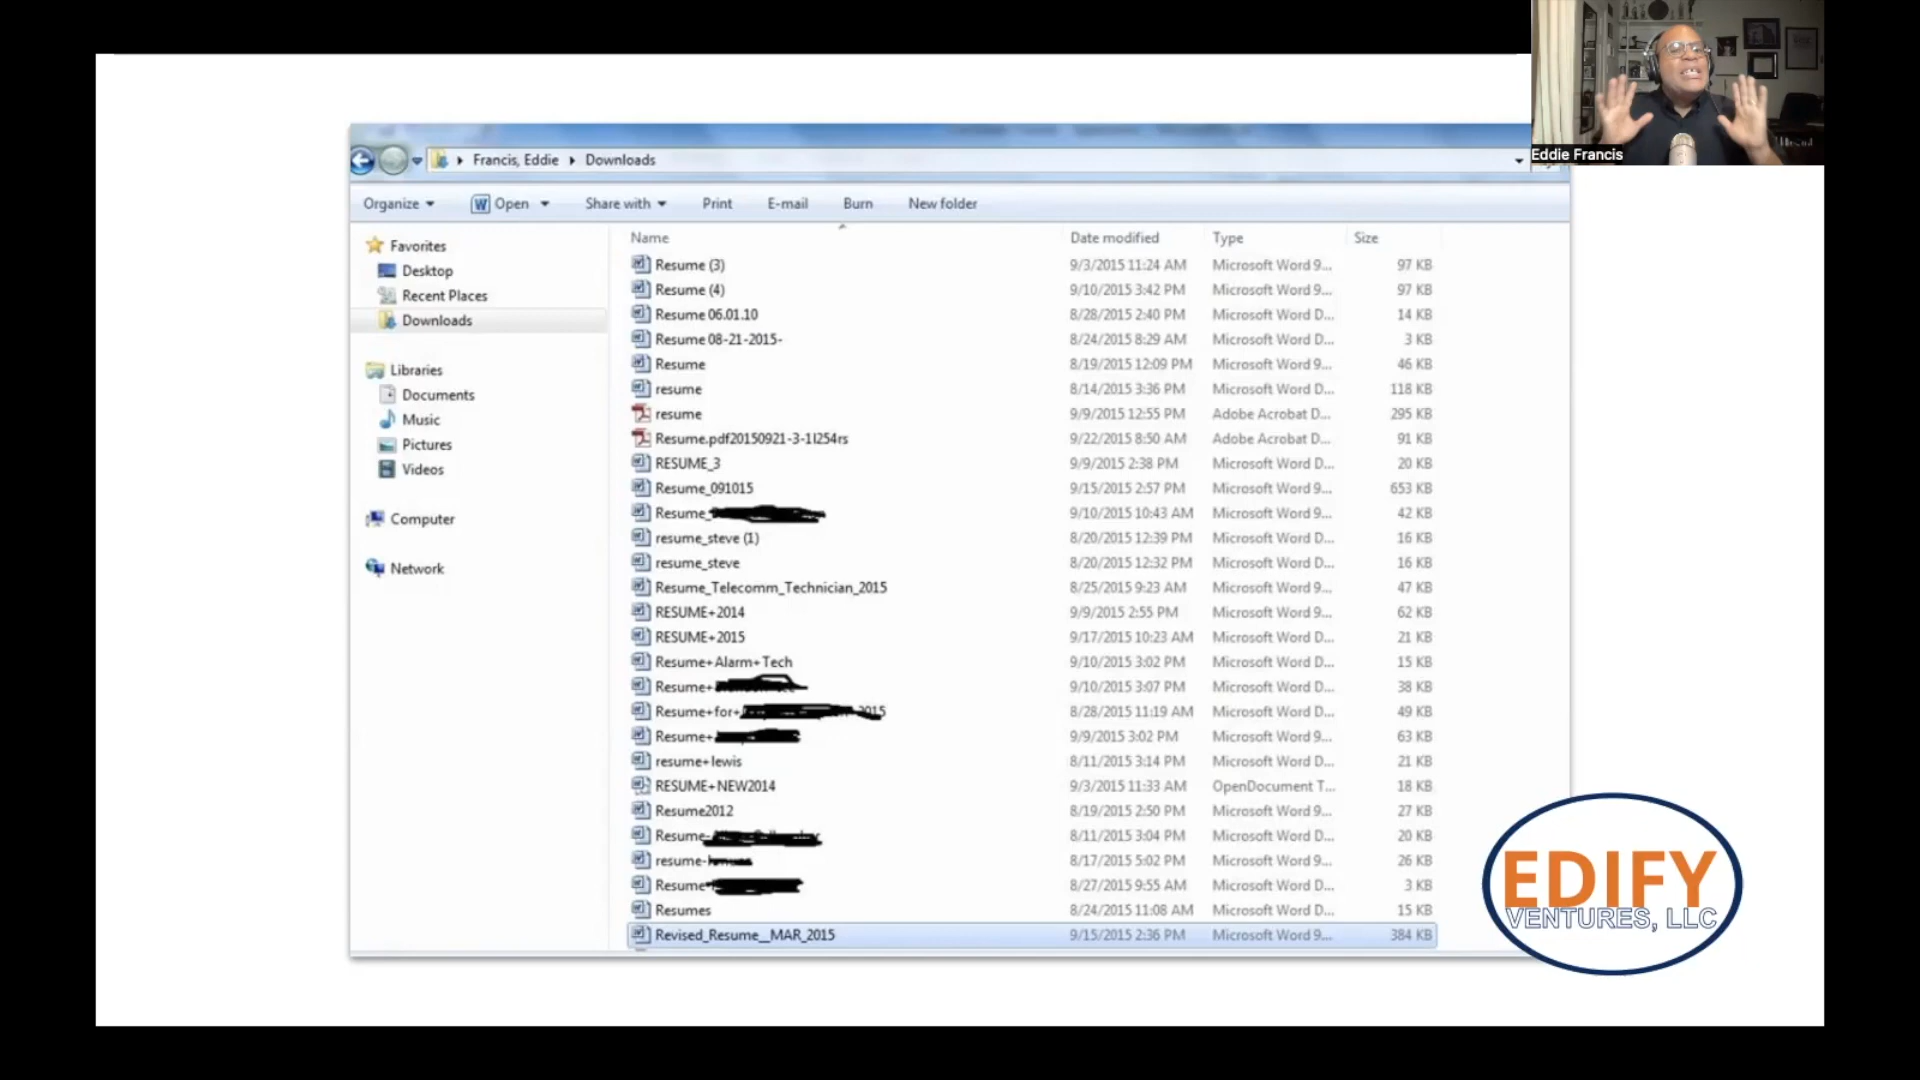 Eddie Francis
Francis, Eddie Downloads
Organize Open Share with Print E-mail Burn New folder
Favorites
Desktop
Recent Places
Downloads
Libraries
Documents
Music
Pictures
Videos
Computer
Network
Name Date modified Type Size
Resume (3) 9/3/2015 11:24 AM Microsoft Word 9... 97 KB
Resume (4) 9/10/2015 3:42 PM Microsoft Word 9... 97 KB
Resume 06.01.10 8/28/2015 2:40 PM Microsoft Word D... 14 KB
Resume 08-21-2015- 8/24/2015 8:29 AM Microsoft Word D... 3 KB
Resume 8/19/2015 12:09 PM Microsoft Word 9... 46 KB
resume 8/14/2015 3:36 PM Microsoft Word D... 118 KB
resume 9/9/2015 12:55 PM Adobe Acrobat D... 295 KB
Resume.pdf20150921-3-1l254rs 9/22/2015 8:50 AM Adobe Acrobat D... 91 KB
RESUME_3 9/9/2015 2:38 PM Microsoft Word D... 20 KB
Resume_091015 9/15/2015 2:57 PM Microsoft Word 9... 653 KB
Resume_ 9/10/2015 10:43 AM Microsoft Word 9... 42 KB
resume_steve (1) 8/20/2015 12:39 PM Microsoft Word D... 16 KB
resume_steve 8/20/2015 12:32 PM Microsoft Word D... 16 KB
Resume_Telecomm_Technician_2015 8/25/2015 9:23 AM Microsoft Word 9... 47 KB
RESUME+2014 9/9/2015 2:55 PM Microsoft Word 9... 62 KB
RESUME+2015 9/17/2015 10:23 AM Microsoft Word D... 21 KB
Resume+Alarm+Tech 9/10/2015 3:02 PM Microsoft Word D... 15 KB
Resume+ 9/10/2015 3:07 PM Microsoft Word D... 38 KB
Resume+for+ 2015 8/28/2015 11:19 AM Microsoft Word D... 49 KB
Resume+ 9/9/2015 3:02 PM Microsoft Word 9... 63 KB
resume+lewis 8/11/2015 3:14 PM Microsoft Word D... 21 KB
RESUME+NEW2014 9/3/2015 11:33 AM OpenDocument T... 18 KB
Resume2012 8/19/2015 2:50 PM Microsoft Word 9... 27 KB
Resume- 8/11/2015 3:04 PM Microsoft Word D... 20 KB
resume- 8/17/2015 5:02 PM Microsoft Word 9... 26 KB
Resume 8/27/2015 9:55 AM Microsoft Word D... 3 KB
Resumes 8/24/2015 11:08 AM Microsoft Word D... 15 KB
Revised_Resume__MAR_2015 9/15/2015 2:36 PM Microsoft Word 9... 384 KB
EDIFY
VENTURES, LLC